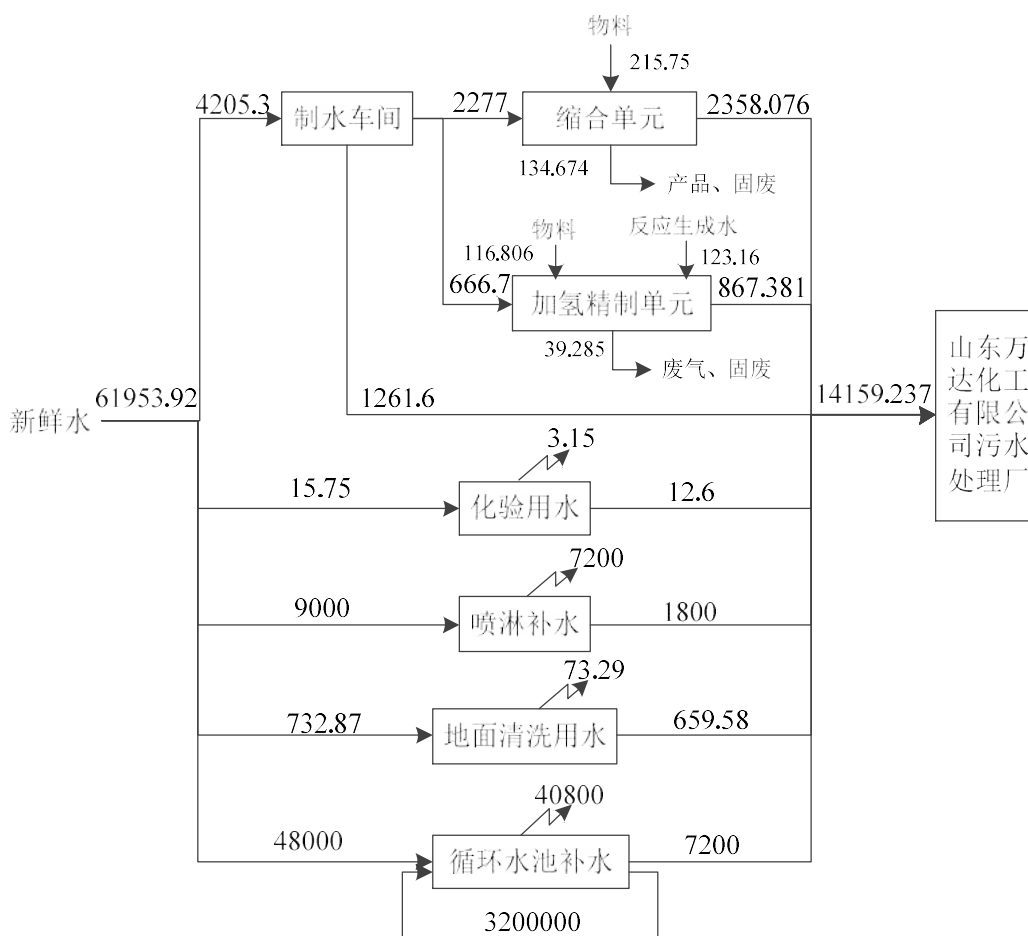 物料
215.75
4205.3
制水车间
2277
缩合单元
2358.076
134.674
产品、固废
物料
反应生成水
116.806
123.16
666.7
加氢精制单元
867.381
39.285
废气、固废
新鲜水
61953.92
1261.6
14159.237
山东万
达化工
有限公
司污水
处理厂
3.15
15.75
化验用水
12.6
7200
9000
喷淋补水
1800
73.29
732.87
地面清洗用水
659.58
40800
48000
循环水池补水
7200
3200000